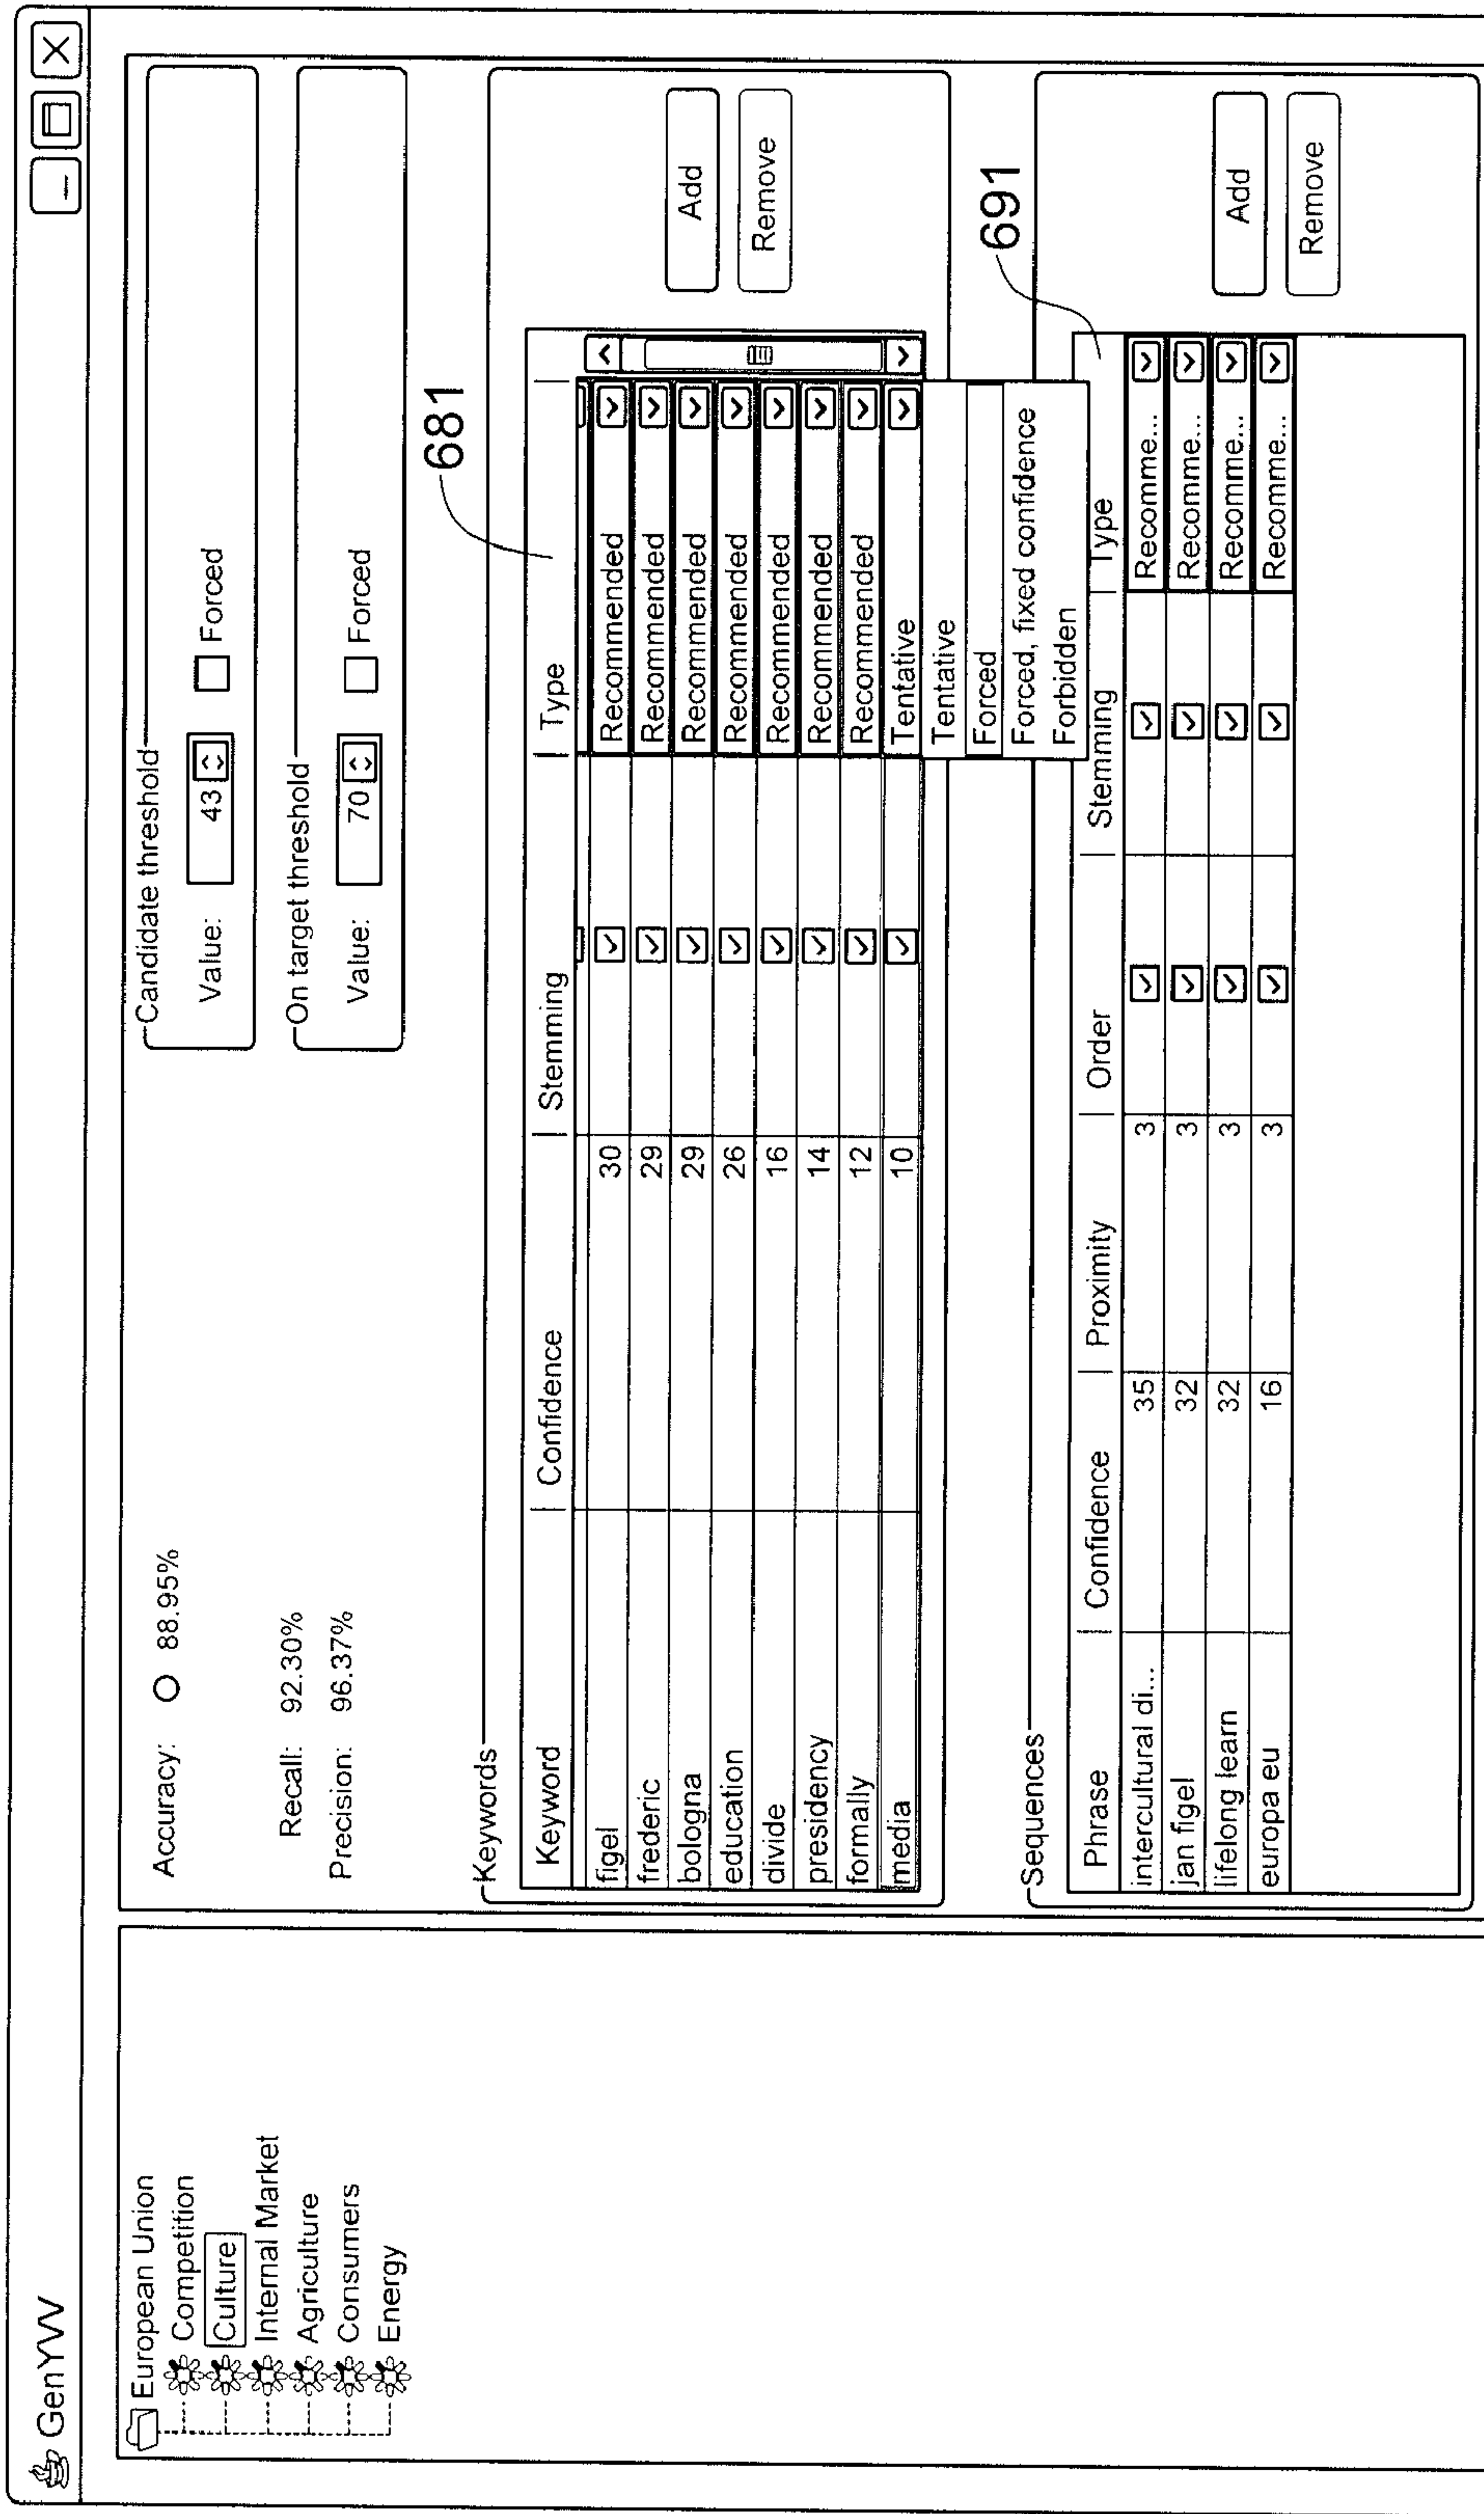 GenYW
European Union
Competition
Culture
Internal Market
Agriculture
Consumers
Energy
Accuracy: 88.95%
Recall: 92.30%
Precision: 96.37%
Candidate threshold
Value: 43 Forced
On target threshold
Value: 70 Forced
681
Keywords
Keyword Confidence Stemming Type
figel 30 Recommended
frederic 29 Recommended
bologna 29 Recommended
education 26 Recommended
divide 16 Recommended
presidency 14 Recommended
formally 12 Recommended
media 10 Tentative
Tentative
Forced
Forced, fixed confidence
Forbidden
Add
Remove
691
Sequences
Phrase Confidence Proximity Order Stemming Type
intercultural di... 35 3 Recomme...
jan figel 32 3 Recomme...
lifelong learn 32 3 Recomme...
europa eu 16 3 Recomme...
Add
Remove